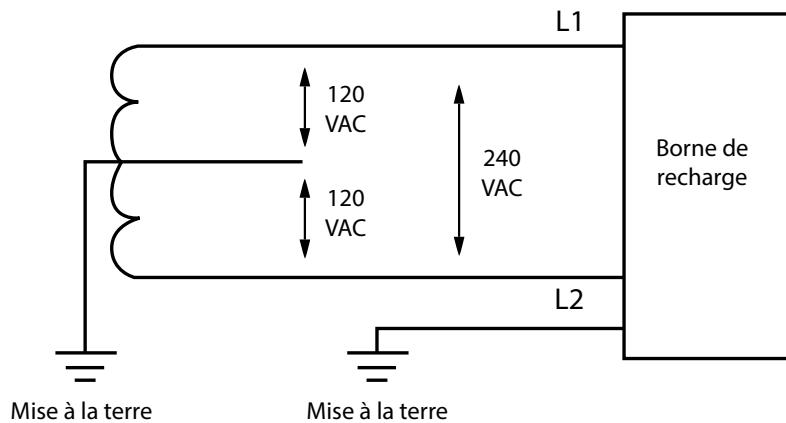 L1
120
VAC
240
VAC
120
VAC
Borne de
recharge
L2
Mise à la terre
Mise à la terre